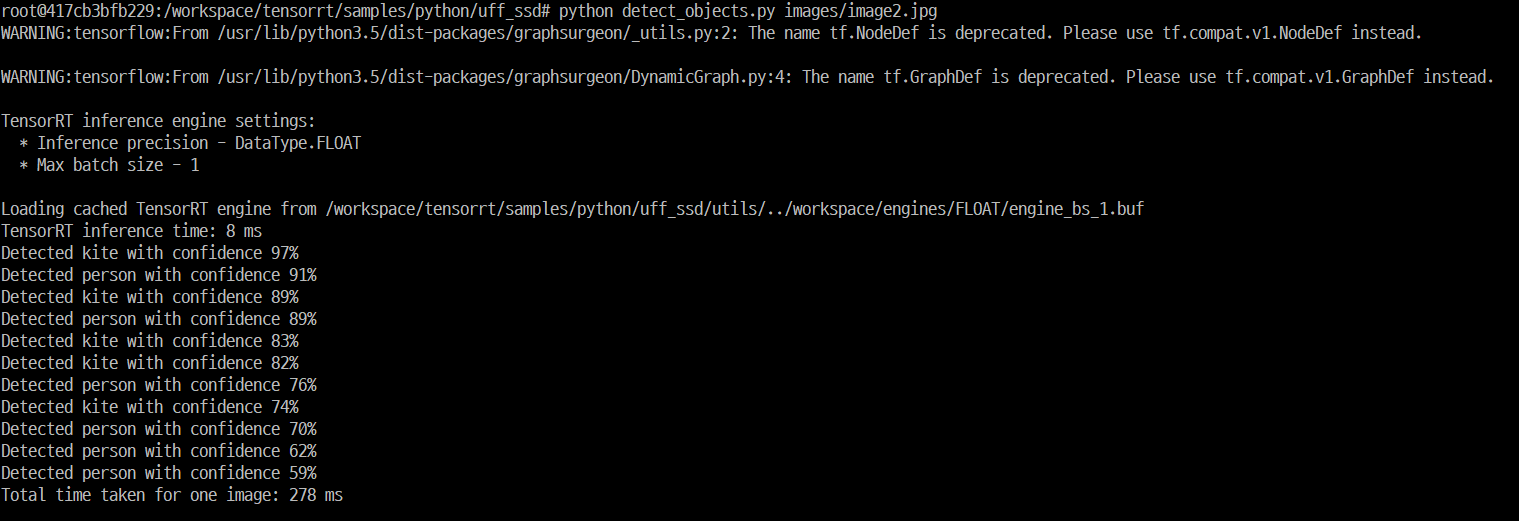 root@417cb3bfb229:/workspace/tensorrt/samples/python/uff_ssd# python detect_objects.py images/image2.jpg
WARNING:tensorflow:From /usr/lib/python3.5/dist-packages/graphsurgeon/_utils.py:2: The name tf.NodeDef is deprecated. Please use tf.compat.v1.NodeDef instead.
WARNING:tensorflow:From /usr/lib/python3.5/dist-packages/graphsurgeon/DynamicGraph.py:4: The name tf.GraphDef is deprecated. Please use tf.compat.v1.GraphDef instead.
TensorRT inference engine settings:
  * Inference precision - DataType.FLOAT
  * Max batch size - 1
Loading cached TensorRT engine from /workspace/tensorrt/samples/python/uff_ssd/utils/../workspace/engines/FLOAT/engine_bs_1.buf
TensorRT inference time: 8 ms
Detected kite with confidence 97%
Detected person with confidence 91%
Detected kite with confidence 89%
Detected person with confidence 89%
Detected kite with confidence 83%
Detected kite with confidence 82%
Detected person with confidence 76%
Detected kite with confidence 74%
Detected person with confidence 70%
Detected person with confidence 62%
Detected person with confidence 59%
Total time taken for one image: 278 ms